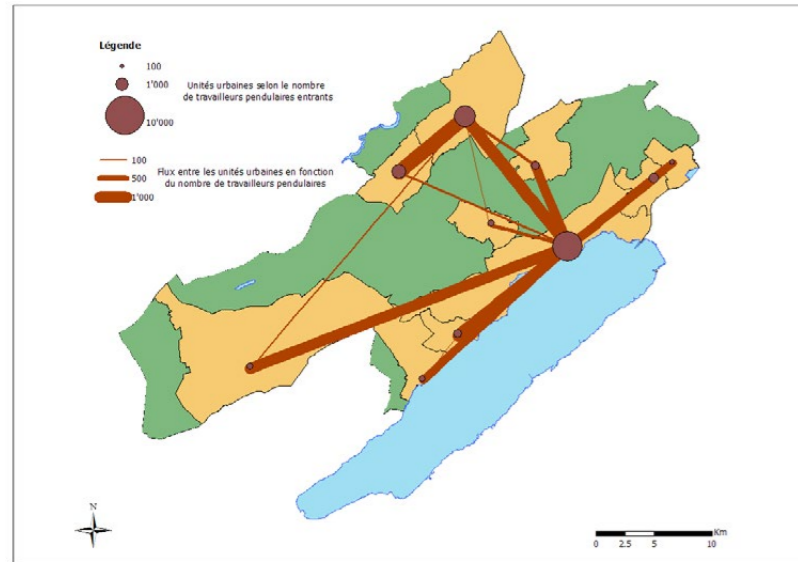 Légende
100
1'000
Unités urbaines selon le nombre
de travailleurs pendulaires entrants
10'000
100
500
Flux entre les unités urbaines en fonction
du nombre de travailleurs pendulaires
1'000
N
Km
0 2.5 5 10